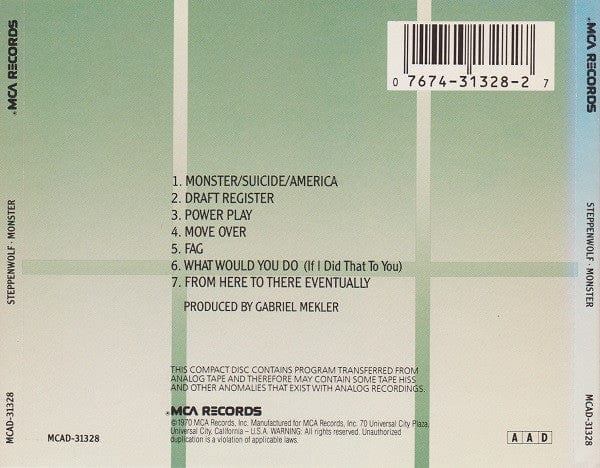 MCA RECORDS
STEPPENWOLF · MONSTER
MCAD-31328
0 7674-31328-2 7
1. MONSTER/SUICIDE/AMERICA
2. DRAFT REGISTER
3. POWER PLAY
4. MOVE OVER
5. FAG
6. WHAT WOULD YOU DO (If I Did That To You)
7. FROM HERE TO THERE EVENTUALLY
PRODUCED BY GABRIEL MEKLER
THIS COMPACT DISC CONTAINS PROGRAM TRANSFERRED FROM
ANALOG TAPE AND THEREFORE MAY CONTAIN SOME TAPE HISS
AND OTHER ANOMALIES THAT EXIST WITH ANALOG RECORDINGS.
MCA RECORDS
©1970 MCA Records, Inc. Manufactured for MCA Records, Inc. 70 Universal City Plaza,
Universal City, California – U.S.A. WARNING: All rights reserved. Unauthorized
duplication is a violation of applicable laws.
MCAD-31328
A A D
MCA RECORDS
STEPPENWOLF · MONSTER
MCAD-31328